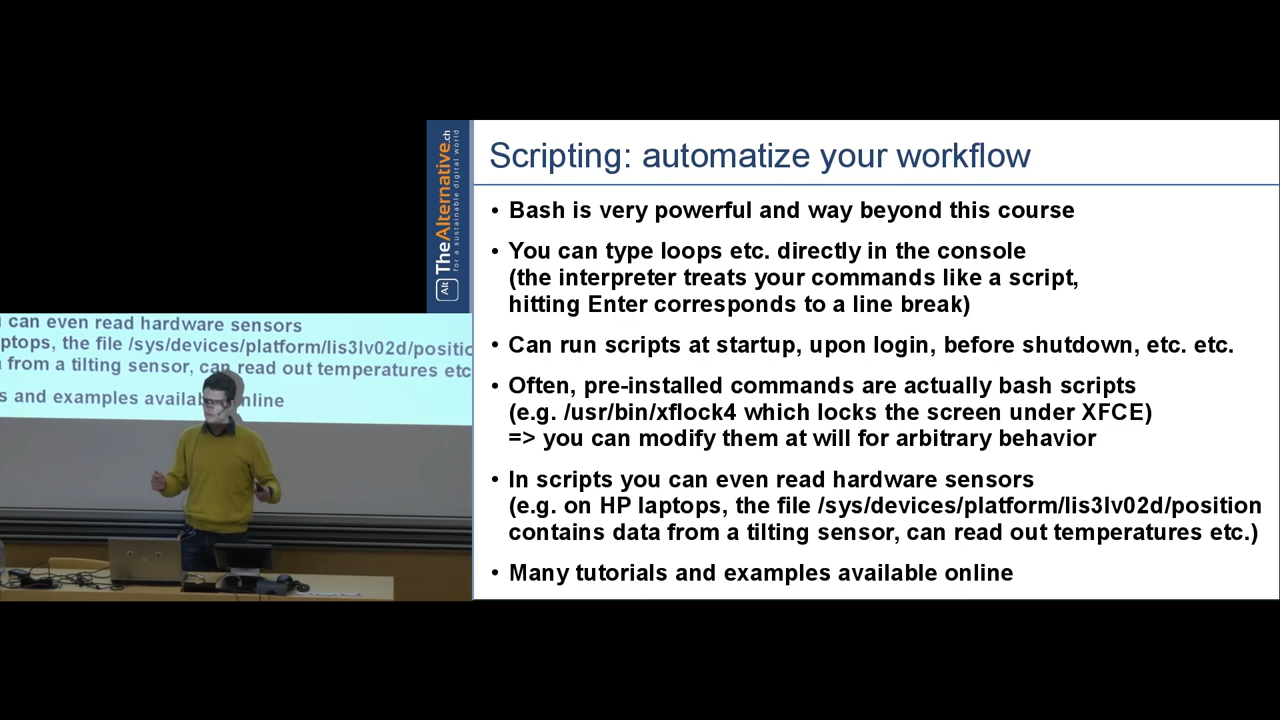 Alt TheAlternative.ch
for a sustainable digital world
Scripting: automatize your workflow
• Bash is very powerful and way beyond this course
• You can type loops etc. directly in the console
(the interpreter treats your commands like a script,
hitting Enter corresponds to a line break)
• Can run scripts at startup, upon login, before shutdown, etc. etc.
• Often, pre-installed commands are actually bash scripts
(e.g. /usr/bin/xflock4 which locks the screen under XFCE)
=> you can modify them at will for arbitrary behavior
• In scripts you can even read hardware sensors
(e.g. on HP laptops, the file /sys/devices/platform/lis3lv02d/position
contains data from a tilting sensor, can read out temperatures etc.)
• Many tutorials and examples available online
can even read hardware sensors
ptops, the file /sys/devices/platform/lis3lv02d/positio
from a tilting sensor, can read out temperatures etc
s and examples availab nline